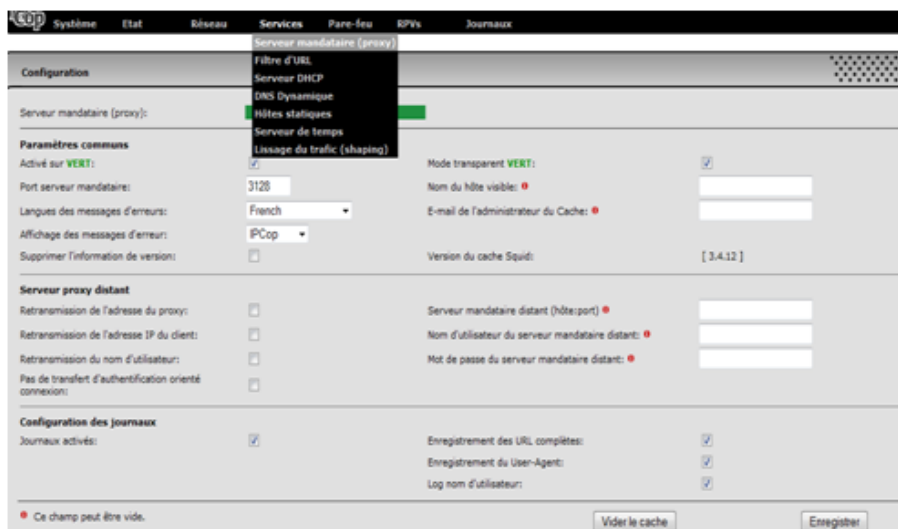 IPCop Système Etat Réseau Services Pare-feu RPVs Journaux
Serveur mandataire (proxy)
Filtre d'URL
Serveur DHCP
DNS Dynamique
Hôtes statiques
Serveur de temps
Lissage du trafic (shaping)
Configuration
Serveur mandataire (proxy):
Paramètres communs
Activé sur VERT: Mode transparent VERT:
Port serveur mandataire: 3128 Nom du hôte visible:
Langues des messages d'erreurs: French E-mail de l'administrateur du Cache:
Affichage des messages d'erreur: IPCop
Supprimer l'information de version: Version du cache Squid: [ 3.4.12 ]
Serveur proxy distant
Retransmission de l'adresse du proxy: Serveur mandataire distant (hôte:port)
Retransmission de l'adresse IP du client: Nom d'utilisateur du serveur mandataire distant:
Retransmission du nom d'utilisateur: Mot de passe du serveur mandataire distant:
Pas de transfert d'authentification orienté
connexion:
Configuration des journaux
Journaux activés: Enregistrement des URL complètes:
Enregistrement du User-Agent:
Log nom d'utilisateur:
Ce champ peut être vide. Vider le cache Enregistrer